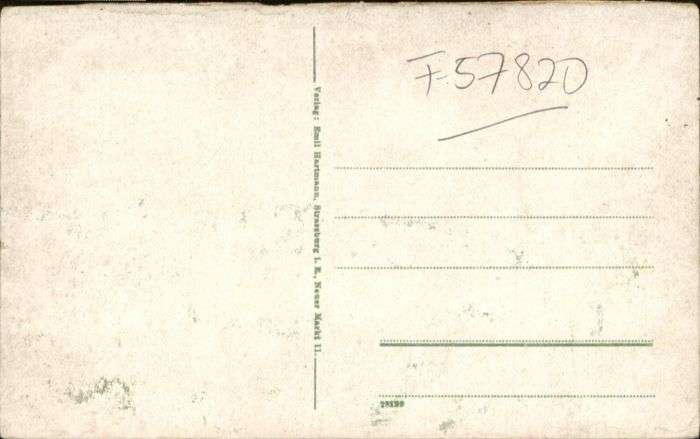 F.57820
Verlag: Emil Hartmann, Strassburg i. E., Neuer Markt 11.